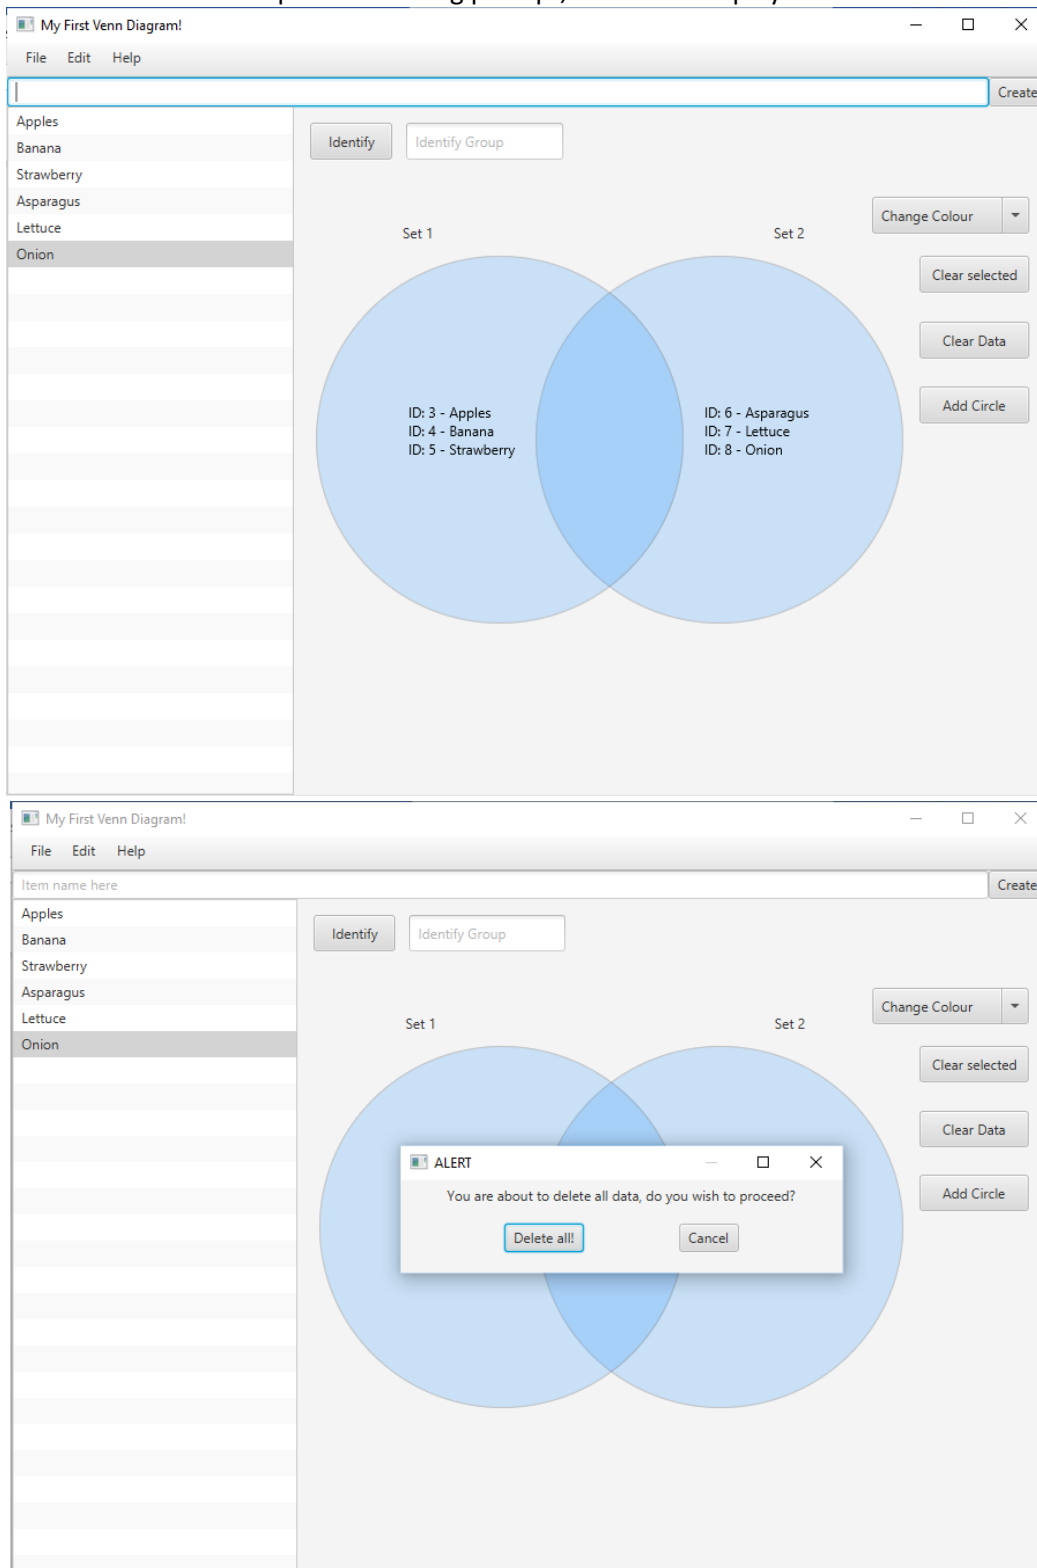 My First Venn Diagram!
File Edit Help
Create
Apples
Banana
Strawberry
Asparagus
Lettuce
Onion
Identify Identify Group
Change Colour
Set 1 Set 2
Clear selected
Clear Data
Add Circle
ID: 3 - Apples
ID: 4 - Banana
ID: 5 - Strawberry
ID: 6 - Asparagus
ID: 7 - Lettuce
ID: 8 - Onion
My First Venn Diagram!
File Edit Help
Item name here Create
Apples
Banana
Strawberry
Asparagus
Lettuce
Onion
Identify Identify Group
Change Colour
Set 1 Set 2
Clear selected
Clear Data
Add Circle
ALERT
You are about to delete all data, do you wish to proceed?
Delete all! Cancel